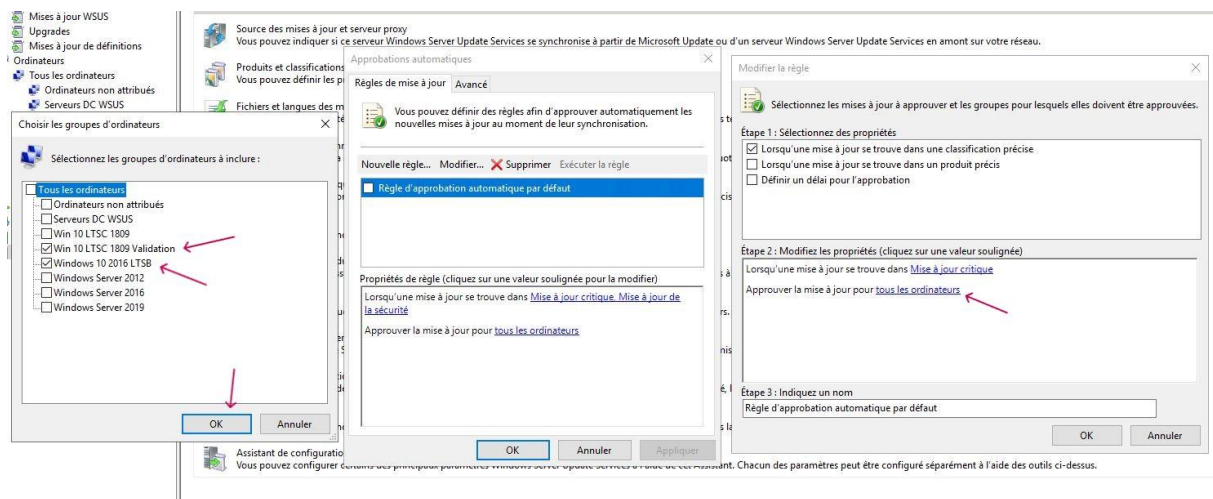 Mises à jour WSUS
Upgrades
Mises à jour de définitions
Ordinateurs
Tous les ordinateurs
Ordinateurs non attribués
Serveurs DC WSUS
Source des mises à jour et serveur proxy
Vous pouvez indiquer si ce serveur Windows Server Update Services se synchronise à partir de Microsoft Update ou d'un serveur Windows Server Update Services en amont sur votre réseau.
Produits et classifications
Vous pouvez définir les
Fichiers et langues des
Choisir les groupes d'ordinateurs
Sélectionnez les groupes d'ordinateurs à inclure :
Tous les ordinateurs
Ordinateurs non attribués
Serveurs DC WSUS
Win 10 LTSC 1809
Win 10 LTSC 1809 Validation
Windows 10 2016 LTSB
Windows Server 2012
Windows Server 2016
Windows Server 2019
OK Annuler
Approbations automatiques
Règles de mise à jour Avancé
Vous pouvez définir des règles afin d'approuver automatiquement les
nouvelles mises à jour au moment de leur synchronisation.
Nouvelle règle... Modifier... Supprimer Exécuter la règle
Règle d'approbation automatique par défaut
Propriétés de règle (cliquez sur une valeur soulignée pour la modifier)
Lorsqu'une mise à jour se trouve dans Mise à jour critique. Mise à jour de
la sécurité
Approuver la mise à jour pour tous les ordinateurs
OK Annuler Appliquer
Modifier la règle
Sélectionnez les mises à jour à approuver et les groupes pour lesquels elles doivent être approuvées.
Étape 1 : Sélectionnez des propriétés
Lorsqu'une mise à jour se trouve dans une classification précise
Lorsqu'une mise à jour se trouve dans un produit précis
Définir un délai pour l'approbation
Étape 2 : Modifiez les propriétés (cliquez sur une valeur soulignée)
Lorsqu'une mise à jour se trouve dans Mise à jour critique
Approuver la mise à jour pour tous les ordinateurs
Étape 3 : Indiquez un nom
Règle d'approbation automatique par défaut
OK Annuler
Assistant de configuratio
Vous pouvez configurer certains des principaux paramètres Windows Server Update Services à l'aide de cet Assistant. Chacun des paramètres peut être configuré séparément à l'aide des outils ci-dessus.